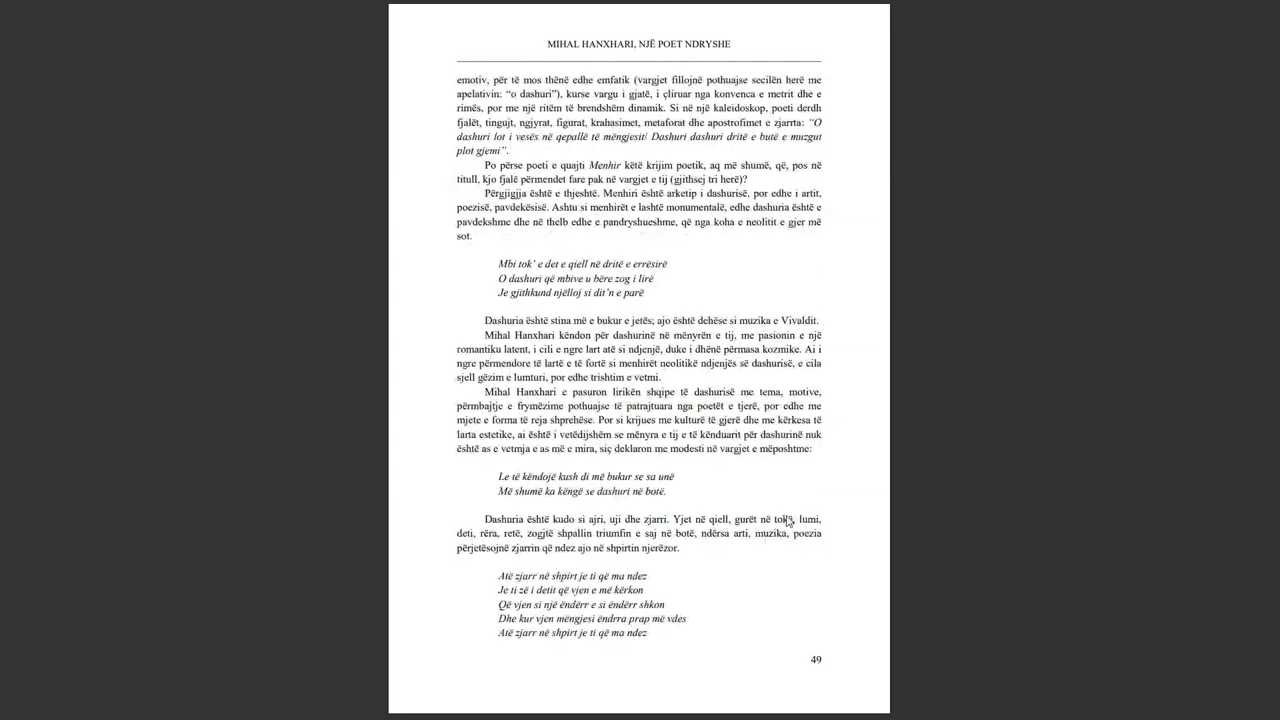 MIHAL HANXHARI, NJË POET NDRYSHE
emotiv, për të mos thënë edhe emfatik (vargjet fillojnë pothuajse secilën herë me
apelativin: “o dashuri”), kurse vargu i gjatë, i çliruar nga konvenca e metrit dhe e
rimës, por me një ritëm të brendshëm dinamik. Si në një kaleidoskop, poeti derdh
fjalët, tingujt, ngjyrat, figurat, krahasimet, metaforat dhe apostrofimet e zjarrta: “O
dashuri lot i vesës në qepallë të mëngjesit/ Dashuri dashuri dritë e butë e muzgut
plot gjemi”.
Po përse poeti e quajti Menhir këtë krijim poetik, aq më shumë, që, pos në
titull, kjo fjalë përmendet fare pak në vargjet e tij (gjithsej tri herë)?
Përgjigjja është e thjeshtë. Menhiri është arketip i dashurisë, por edhe i artit,
poezisë, pavdekësisë. Ashtu si menhirët e lashtë monumentalë, edhe dashuria është e
pavdekshme dhe në thelb edhe e pandryshueshme, që nga koha e neolitit e gjer më
sot.
Mbi tok’ e det e qiell në dritë e errësirë
O dashuri që mbive u bëre zog i lirë
Je gjithkund njëlloj si dit’n e parë
Dashuria është stina më e bukur e jetës; ajo është dehëse si muzika e Vivaldit.
Mihal Hanxhari këndon për dashurinë në mënyrën e tij, me pasionin e një
romantiku latent, i cili e ngre lart atë si ndjenjë, duke i dhënë përmasa kozmike. Ai i
ngre përmendore të lartë e të fortë si menhirët neolitikë ndjenjës së dashurisë, e cila
sjell gëzim e lumturi, por edhe trishtim e vetmi.
Mihal Hanxhari e pasuron lirikën shqipe të dashurisë me tema, motive,
përmbajtje e frymëzime pothuajse të patrajtuara nga poetët e tjerë, por edhe me
mjete e forma të reja shprehëse. Por si krijues me kulturë të gjerë dhe me kërkesa të
larta estetike, ai është i vetëdijshëm se mënyra e tij e të kënduarit për dashurinë nuk
është as e vetmja e as më e mira, siç deklaron me modesti në vargjet e mëposhtme:
Le të këndojë kush di më bukur se sa unë
Më shumë ka këngë se dashuri në botë.
Dashuria është kudo si ajri, uji dhe zjarri. Yjet në qiell, gurët në tokë, lumi,
deti, rëra, retë, zogjtë shpallin triumfin e saj në botë, ndërsa arti, muzika, poezia
përjetësojnë zjarrin që ndez ajo në shpirtin njerëzor.
Atë zjarr në shpirt je ti që ma ndez
Je ti zë i detit që vjen e më kërkon
Që vjen si një ëndërr e si ëndërr shkon
Dhe kur vjen mëngjesi ëndrra prap më vdes
Atë zjarr në shpirt je ti që ma ndez
49